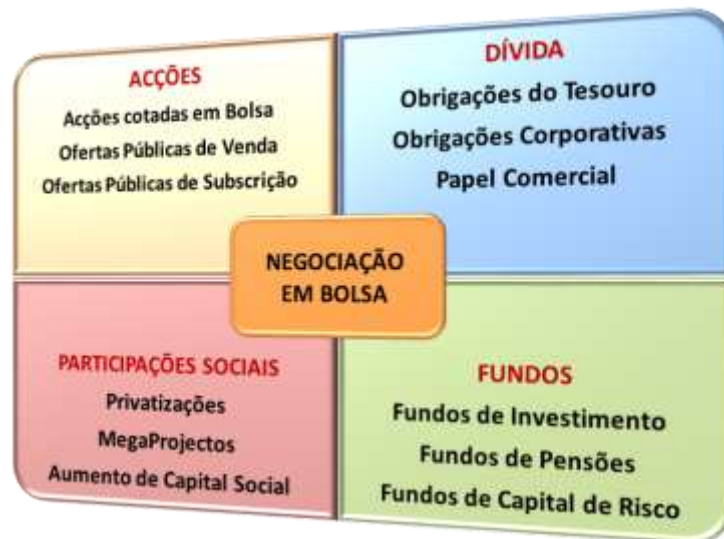 ACÇÕES
Acções cotadas em Bolsa
Ofertas Públicas de Venda
Ofertas Públicas de Subscrição
DÍVIDA
Obrigações do Tesouro
Obrigações Corporativas
Papel Comercial
NEGOCIAÇÃO
EM BOLSA
PARTICIPAÇÕES SOCIAIS
Privatizações
MegaProjectos
Aumento de Capital Social
FUNDOS
Fundos de Investimento
Fundos de Pensões
Fundos de Capital de Risco